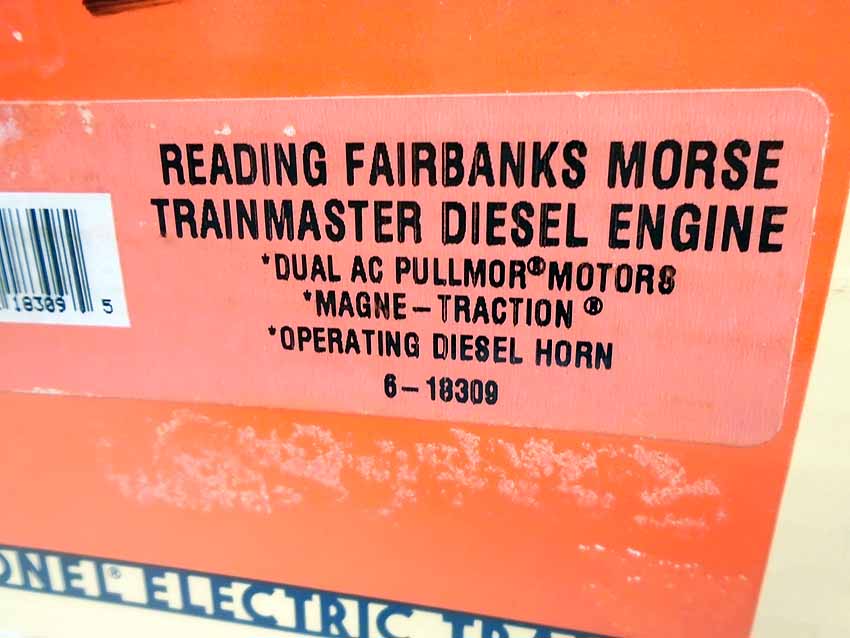 READING FAIRBANKS MORSE
TRAINMASTER DIESEL ENGINE
*DUAL AC PULLMOR® MOTORS
*MAGNE-TRACTION ®
*OPERATING DIESEL HORN
6-18309
18309 5
ONEL® ELECTRIC TRA